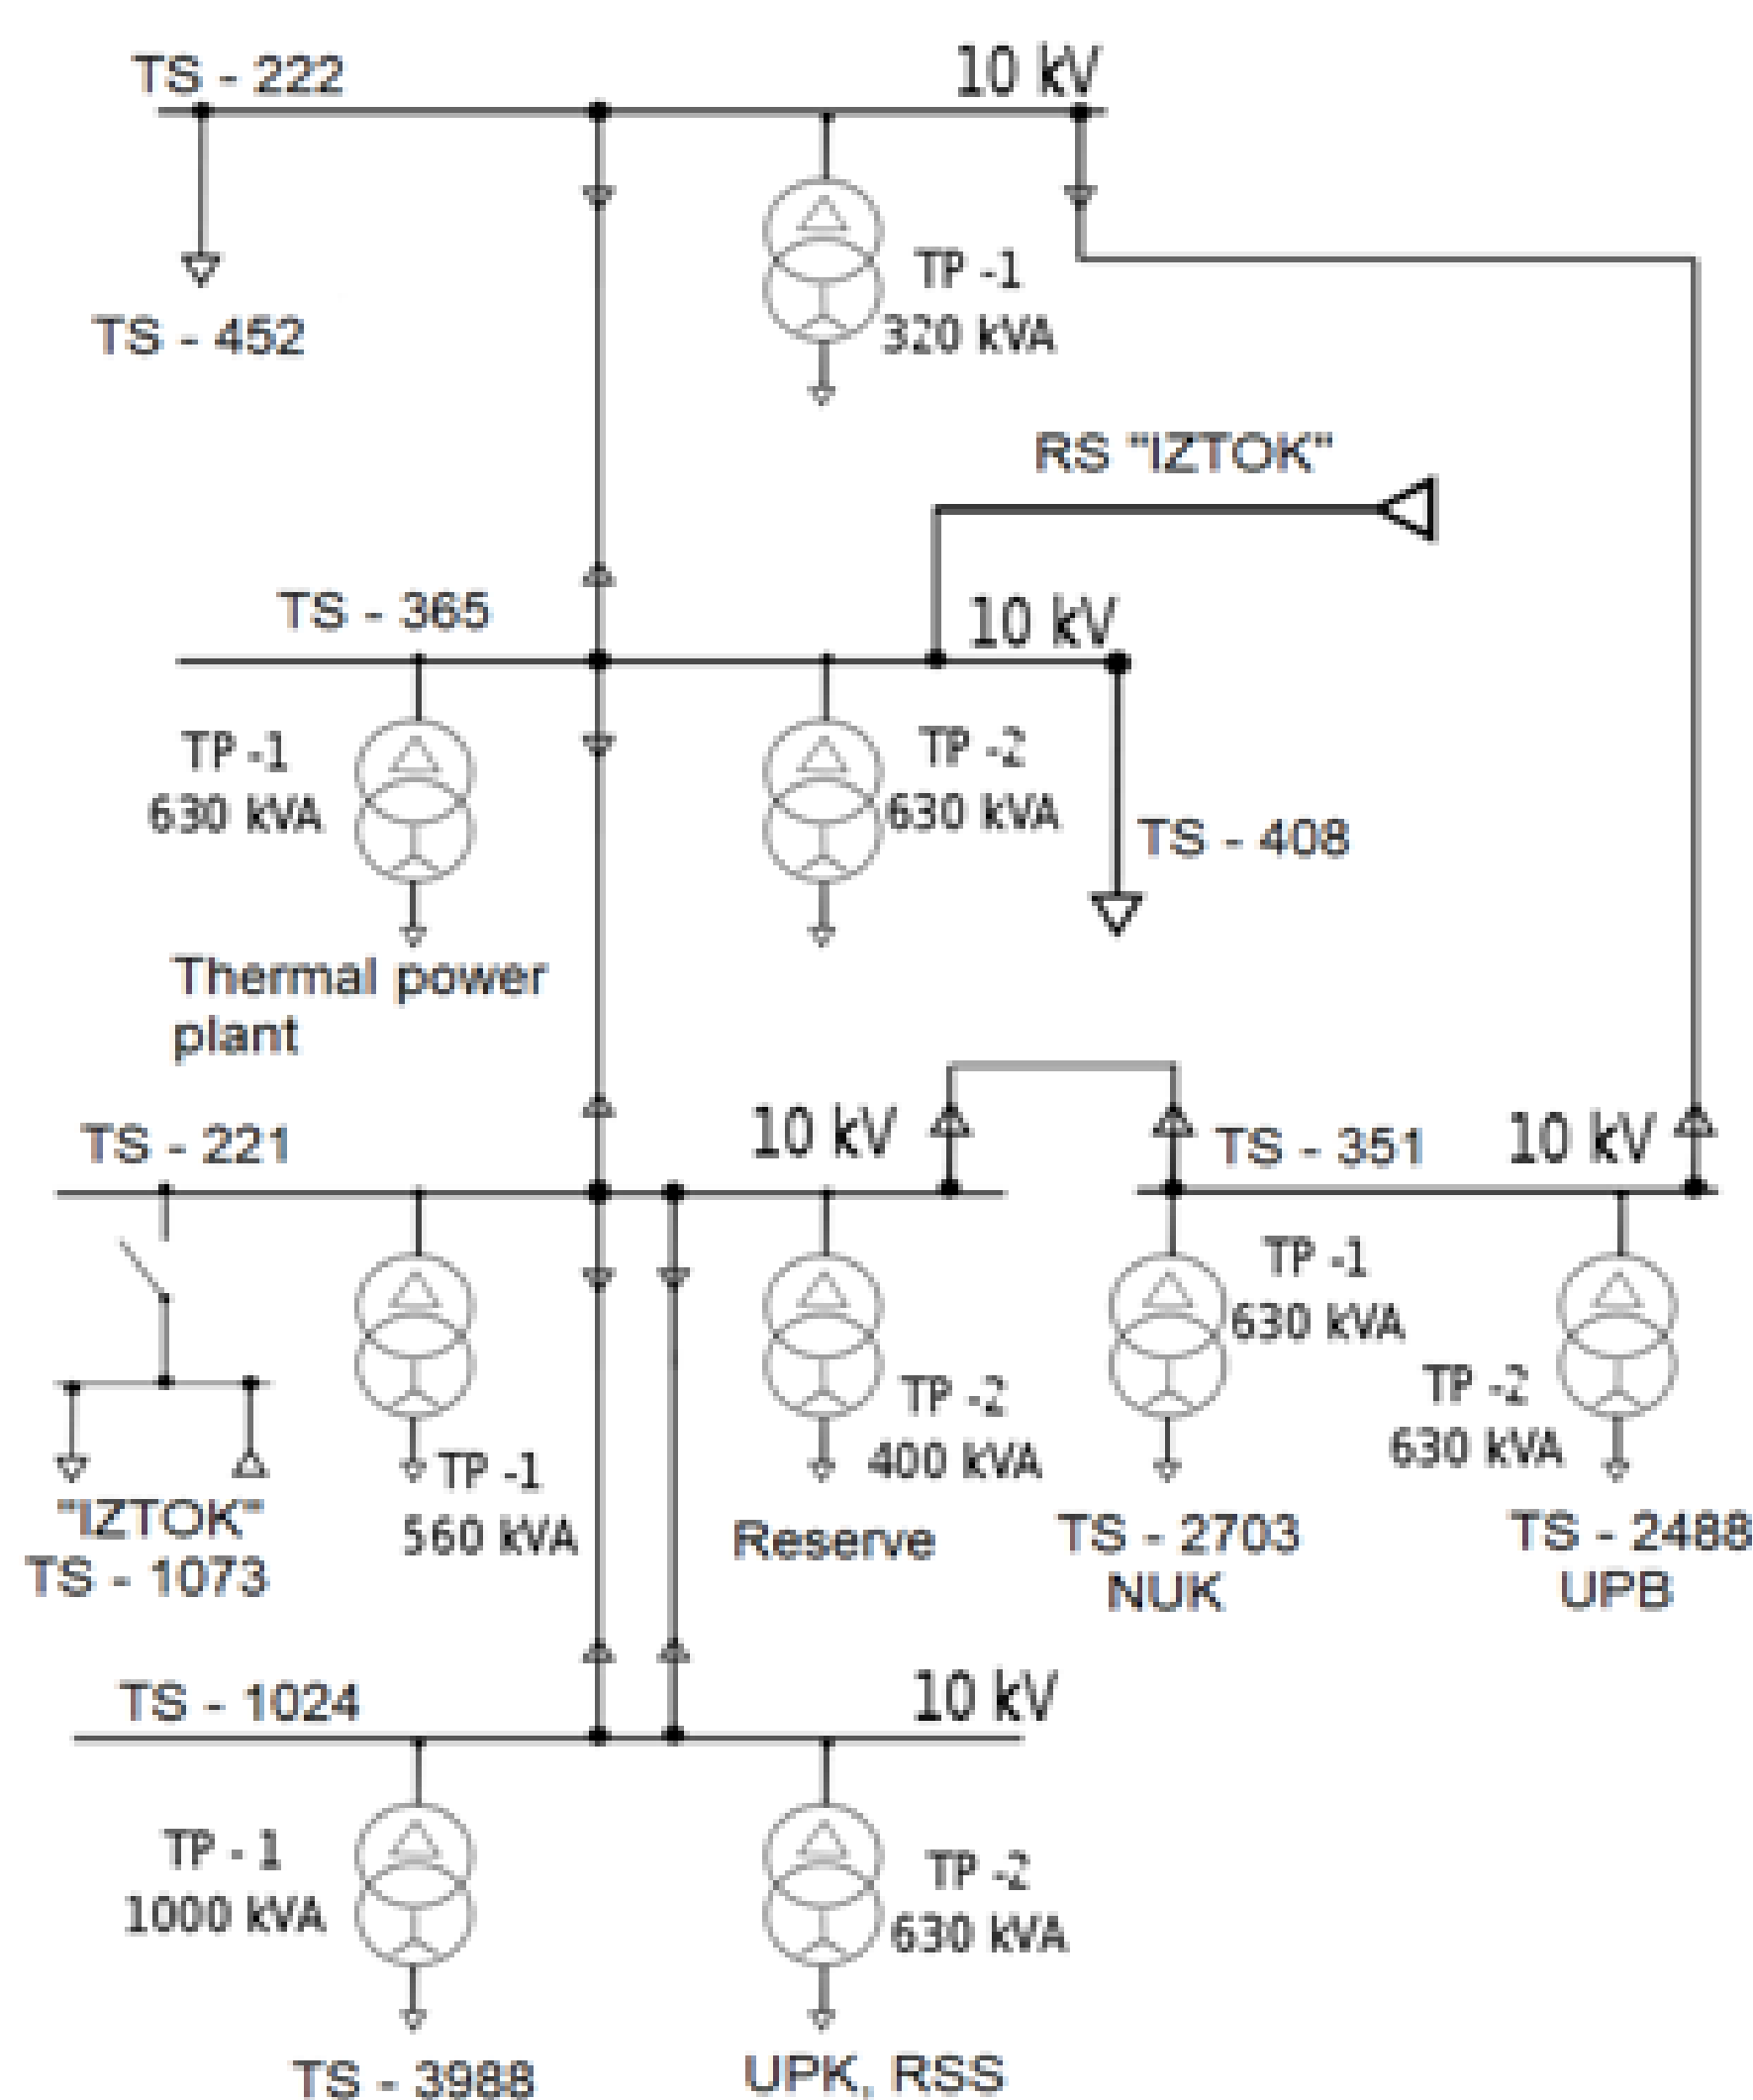 TS - 222
10 kV
TP -1
320 kVA
TS - 452
RS "IZTOK"
TS - 365
10 kV
TP -1
630 kVA
TP -2
630 kVA
TS - 408
Thermal power
plant
TS - 221
10 kV
TS - 351
10 kV
TP -1
630 kVA
TP -2
630 kVA
TP -2
400 kVA
TP -1
560 kVA
"IZTOK"
TS - 1073
Reserve
TS - 2703
NUK
TS - 2488
UPB
TS - 1024
10 kV
TP - 1
1000 kVA
TP -2
630 kVA
TS - 3988
UPK, RSS